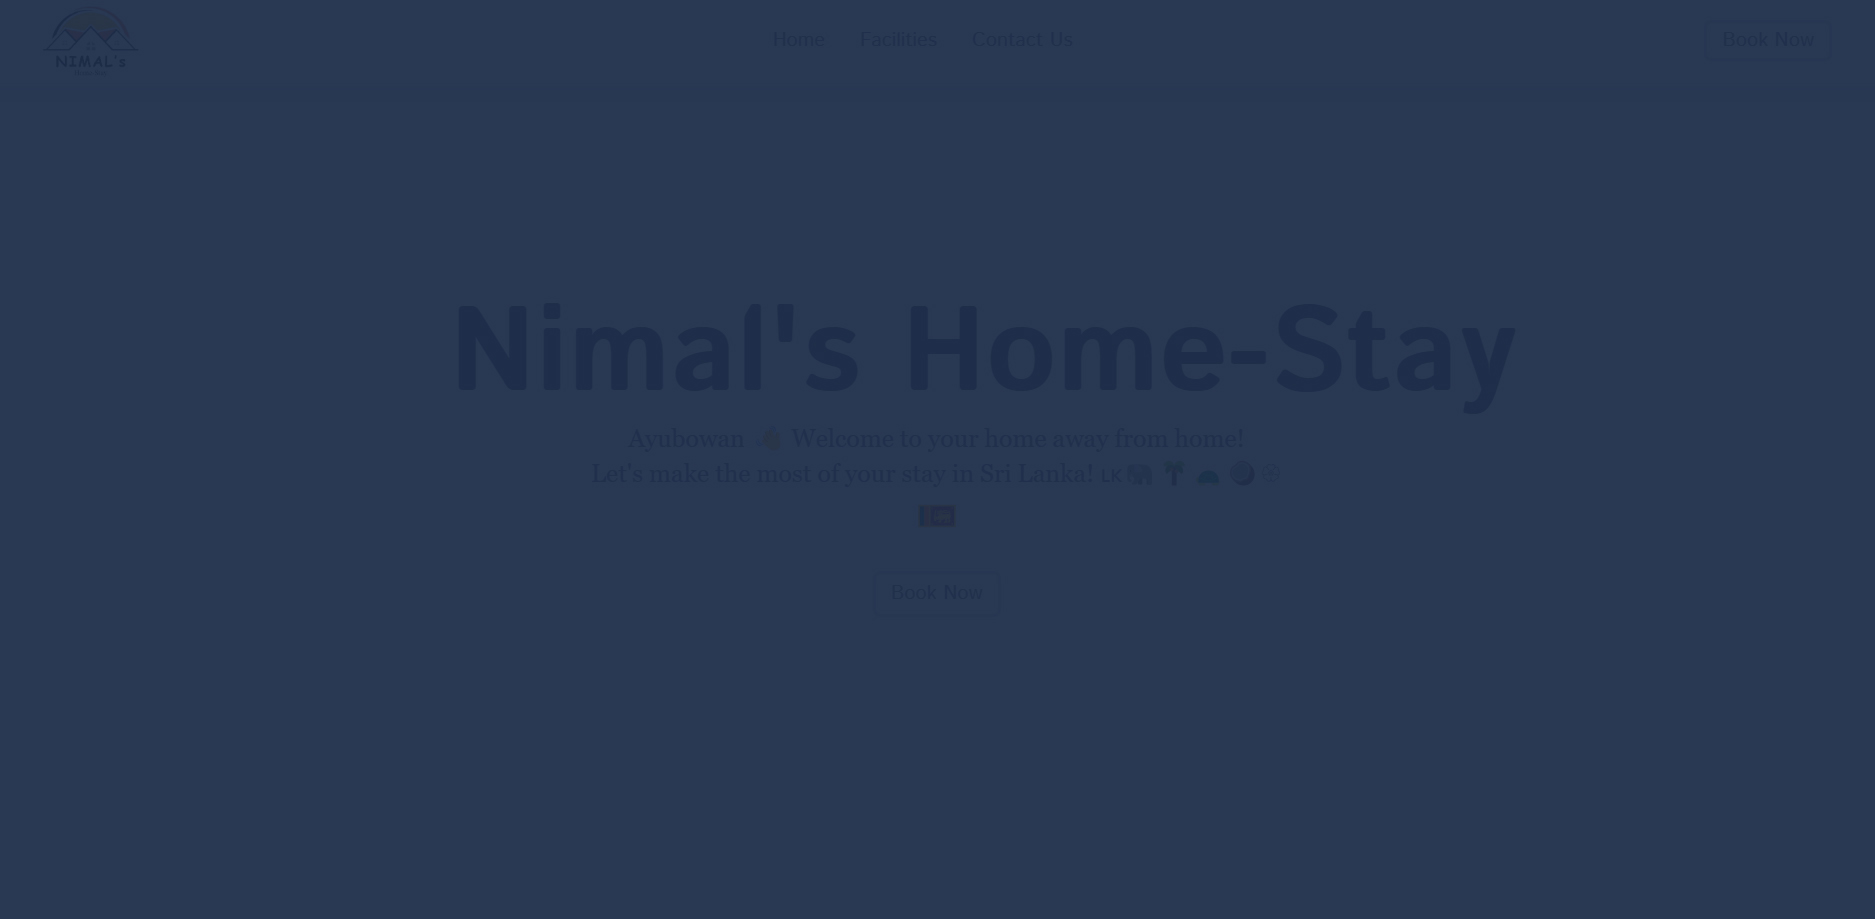 NIMAL's
Home Facilities Contact Us Book Now
Nimal's Home-Stay
Ayubowan Welcome to your home away from home!
Let's make the most of your stay in Sri Lanka! LK
Book Now